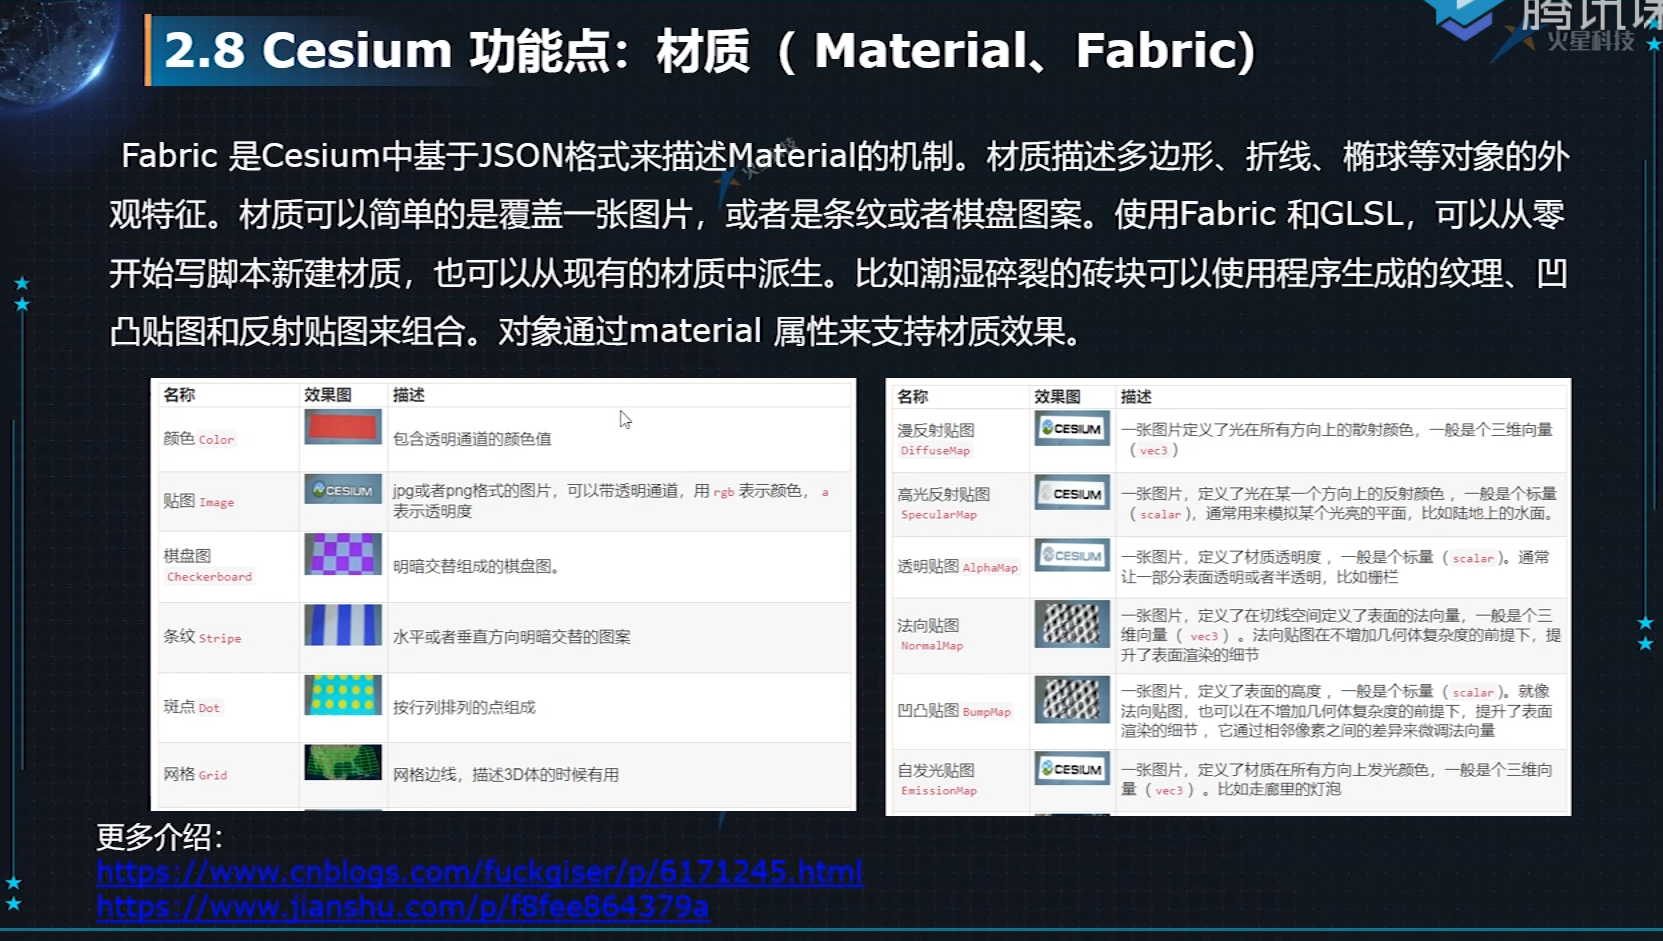 腾讯课
火星科技
2.8 Cesium 功能点：材质（ Material、Fabric)
Fabric 是Cesium中基于JSON格式来描述Material的机制。材质描述多边形、折线、椭球等对象的外
观特征。材质可以简单的是覆盖一张图片，或者是条纹或者棋盘图案。使用Fabric 和GLSL，可以从零
开始写脚本新建材质，也可以从现有的材质中派生。比如潮湿碎裂的砖块可以使用程序生成的纹理、凹
凸贴图和反射贴图来组合。对象通过material 属性来支持材质效果。
名称 效果图 描述
颜色 Color 包含透明通道的颜色值
贴图 Image CESIUM jpg或者png格式的图片，可以带透明通道，用 rgb 表示颜色， a
表示透明度
棋盘图
Checkerboard 明暗交替组成的棋盘图。
条纹 Stripe 水平或者垂直方向明暗交替的图案
斑点 Dot 按行列排列的点组成
网格 Grid 网格边线，描述3D体的时候有用
名称 效果图 描述
漫反射贴图
DiffuseMap CESIUM 一张图片定义了光在所有方向上的散射颜色，一般是个三维向量
（ vec3 ）
高光反射贴图
SpecularMap CESIUM 一张图片，定义了光在某一个方向上的反射颜色 ，一般是个标量
（ scalar ），通常用来模拟某个光亮的平面，比如陆地上的水面。
透明贴图 AlphaMap CESIUM 一张图片，定义了材质透明度 ，一般是个标量（ scalar ）。通常
让一部分表面透明或者半透明，比如栅栏
法向贴图
NormalMap 一张图片，定义了在切线空间定义了表面的法向量，一般是个三
维向量（ vec3 ）。法向贴图在不增加几何体复杂度的前提下，提
升了表面渲染的细节
凹凸贴图 BumpMap 一张图片，定义了表面的高度 ，一般是个标量（ scalar ）。就像
法向贴图，也可以在不增加几何体复杂度的前提下，提升了表面
渲染的细节 ，它通过相邻像素之间的差异来微调法向量
自发光贴图
EmissionMap CESIUM 一张图片，定义了材质在所有方向上发光颜色，一般是个三维向
量（ vec3 ）。比如走廊里的灯泡
更多介绍：
https://www.cnblogs.com/fuckgiser/p/6171245.html
https://www.jianshu.com/p/f8fee864379a